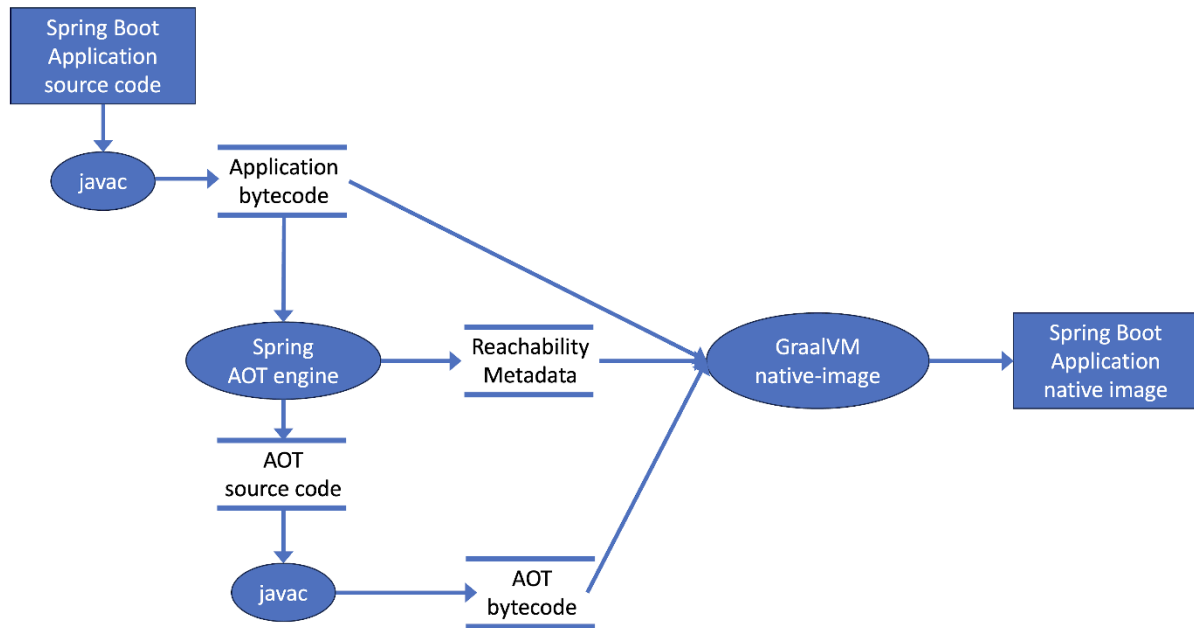 Spring Boot
Application
source code
javac
Application
bytecode
Spring
AOT engine
Reachability
Metadata
GraalVM
native-image
Spring Boot
Application
native image
AOT
source code
javac
AOT
bytecode